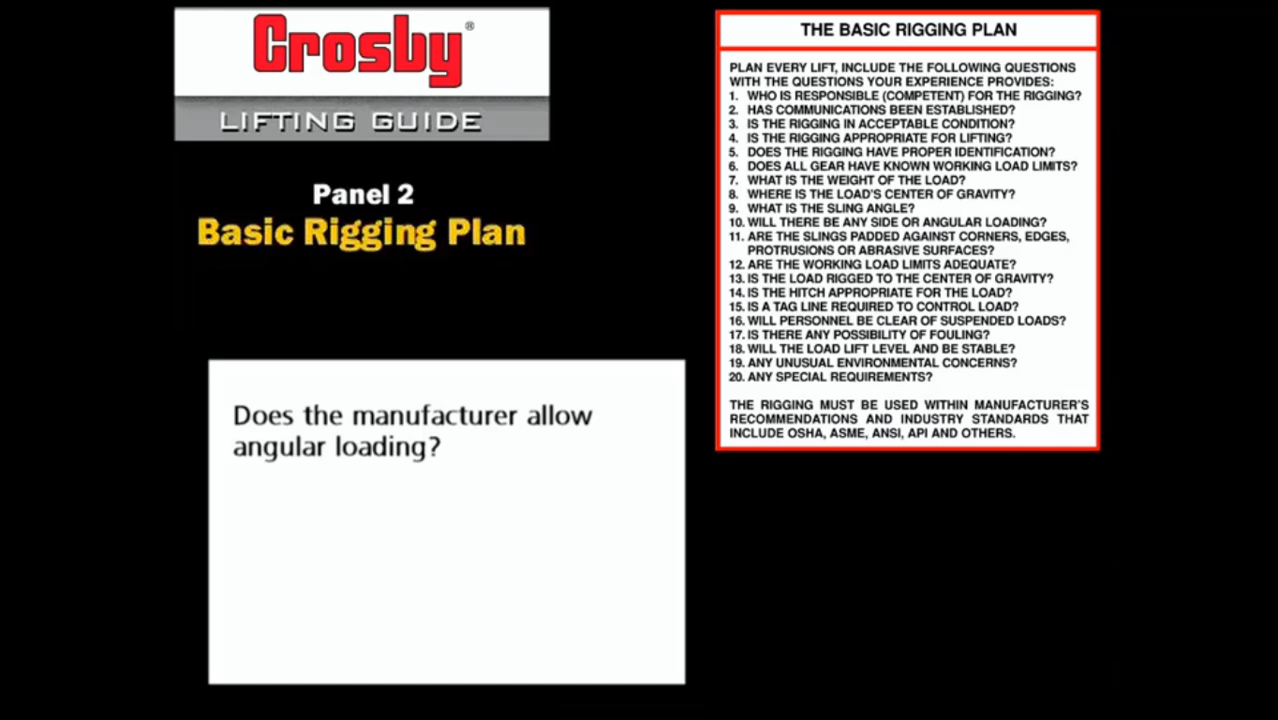 Crosby®
LIFTING GUIDE
Panel 2
Basic Rigging Plan
Does the manufacturer allow
angular loading?
THE BASIC RIGGING PLAN
PLAN EVERY LIFT, INCLUDE THE FOLLOWING QUESTIONS
WITH THE QUESTIONS YOUR EXPERIENCE PROVIDES:
1. WHO IS RESPONSIBLE (COMPETENT) FOR THE RIGGING?
2. HAS COMMUNICATIONS BEEN ESTABLISHED?
3. IS THE RIGGING IN ACCEPTABLE CONDITION?
4. IS THE RIGGING APPROPRIATE FOR LIFTING?
5. DOES THE RIGGING HAVE PROPER IDENTIFICATION?
6. DOES ALL GEAR HAVE KNOWN WORKING LOAD LIMITS?
7. WHAT IS THE WEIGHT OF THE LOAD?
8. WHERE IS THE LOAD'S CENTER OF GRAVITY?
9. WHAT IS THE SLING ANGLE?
10. WILL THERE BE ANY SIDE OR ANGULAR LOADING?
11. ARE THE SLINGS PADDED AGAINST CORNERS, EDGES,
PROTRUSIONS OR ABRASIVE SURFACES?
12. ARE THE WORKING LOAD LIMITS ADEQUATE?
13. IS THE LOAD RIGGED TO THE CENTER OF GRAVITY?
14. IS THE HITCH APPROPRIATE FOR THE LOAD?
15. IS A TAG LINE REQUIRED TO CONTROL LOAD?
16. WILL PERSONNEL BE CLEAR OF SUSPENDED LOADS?
17. IS THERE ANY POSSIBILITY OF FOULING?
18. WILL THE LOAD LIFT LEVEL AND BE STABLE?
19. ANY UNUSUAL ENVIRONMENTAL CONCERNS?
20. ANY SPECIAL REQUIREMENTS?
THE RIGGING MUST BE USED WITHIN MANUFACTURER'S
RECOMMENDATIONS AND INDUSTRY STANDARDS THAT
INCLUDE OSHA, ASME, ANSI, API AND OTHERS.